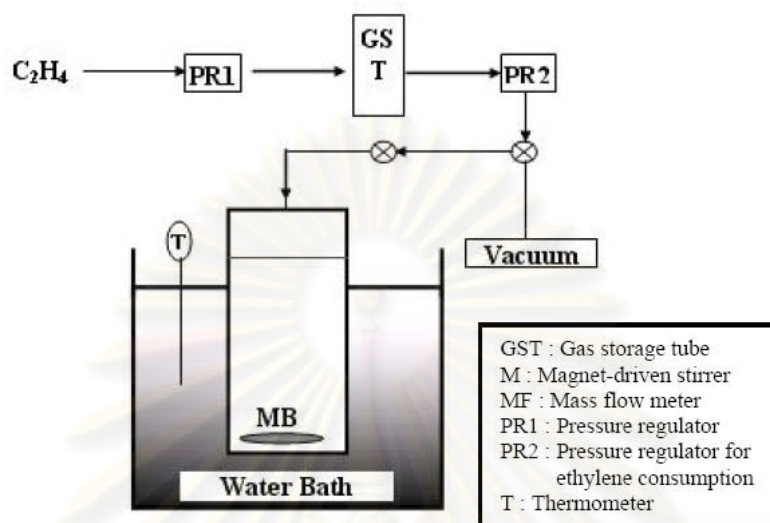 C₂H₄
PR1
GS
T
PR2
Vacuum
T
MB
Water Bath
GST : Gas storage tube
M : Magnet-driven stirrer
MF : Mass flow meter
PR1 : Pressure regulator
PR2 : Pressure regulator for
ethylene consumption
T : Thermometer